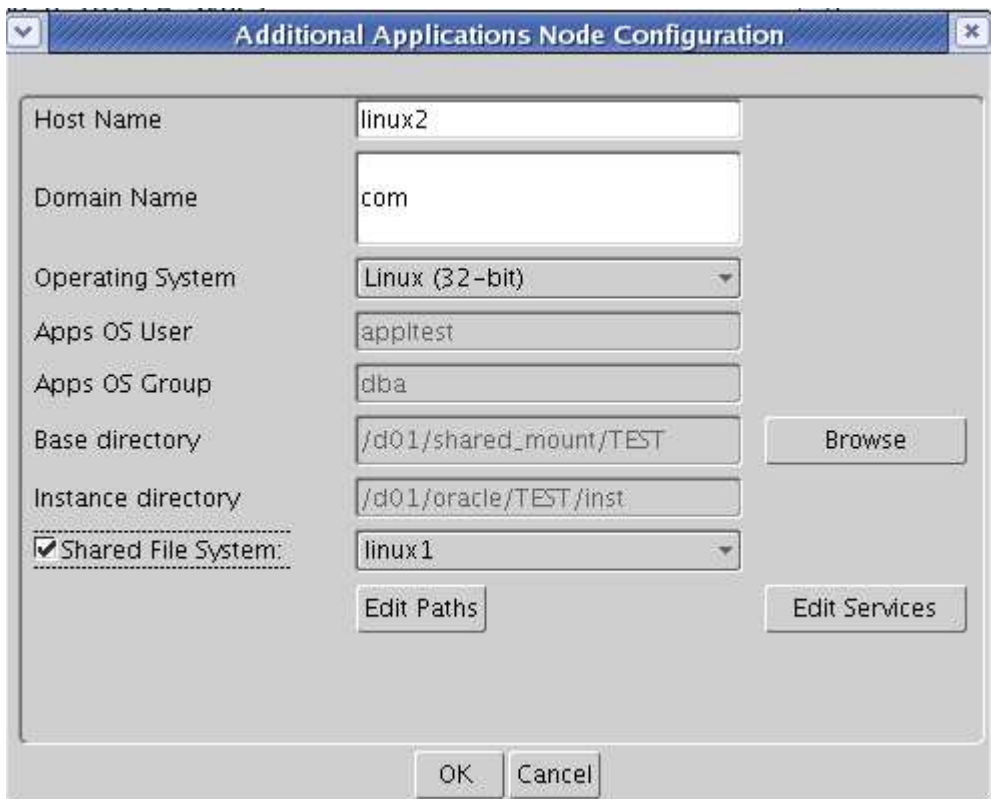 Additional Applications Node Configuration
Host Name linux2
Domain Name com
Operating System Linux (32-bit)
Apps OS User appltest
Apps OS Group dba
Base directory /d01/shared_mount/TEST Browse
Instance directory /d01/oracle/TEST/inst
Shared File System: linux1
Edit Paths Edit Services
OK Cancel